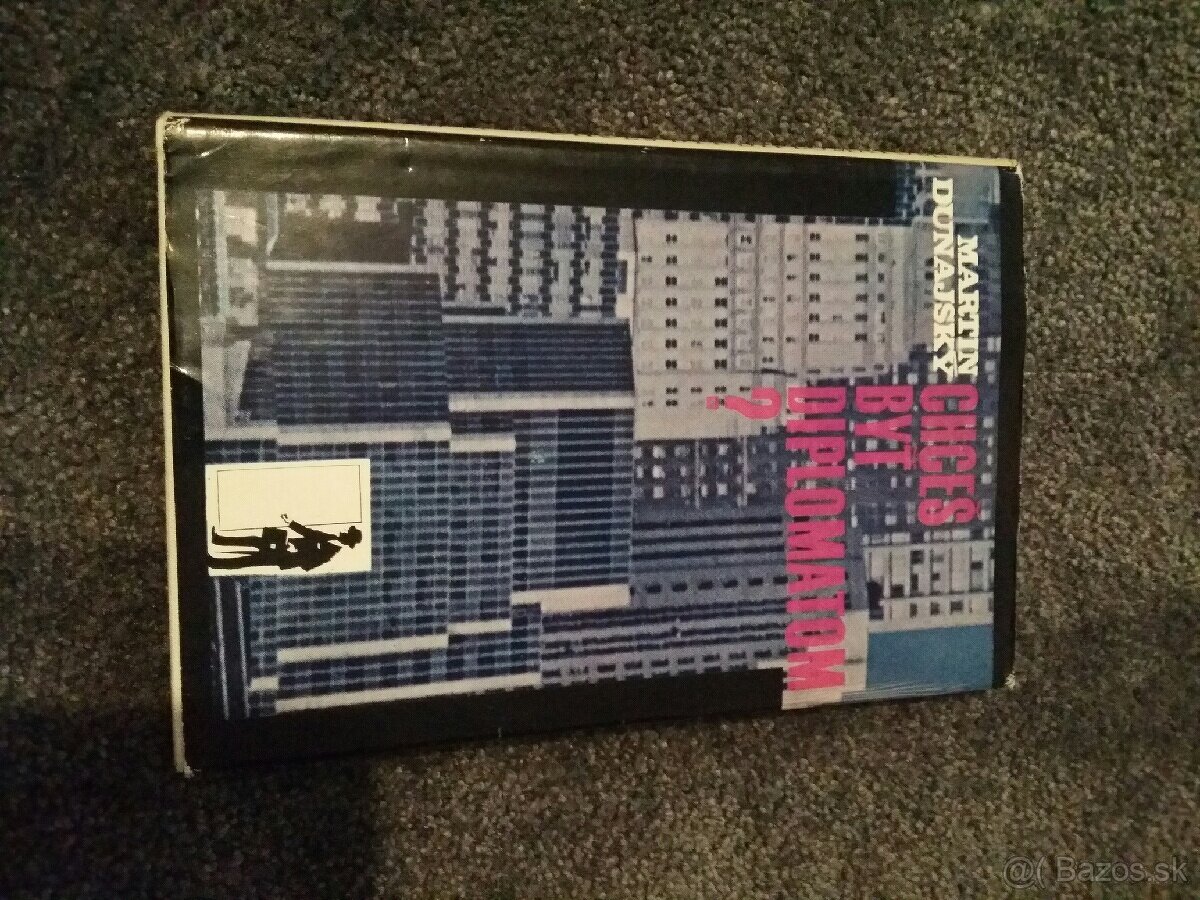 MARTIN
DUNAJSKÝ
CHCEŠ
BYŤ
DIPLOMATOM
?
@( Bazos.sk